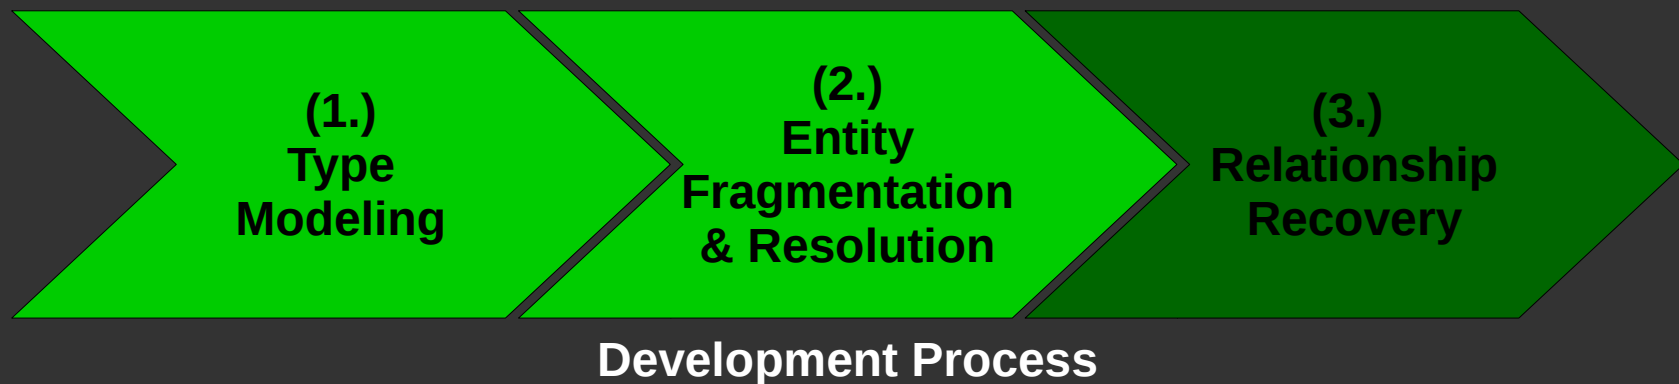 (1.)
Type
Modeling
(2.)
Entity
Fragmentation
& Resolution
(3.)
Relationship
Recovery
Development Process